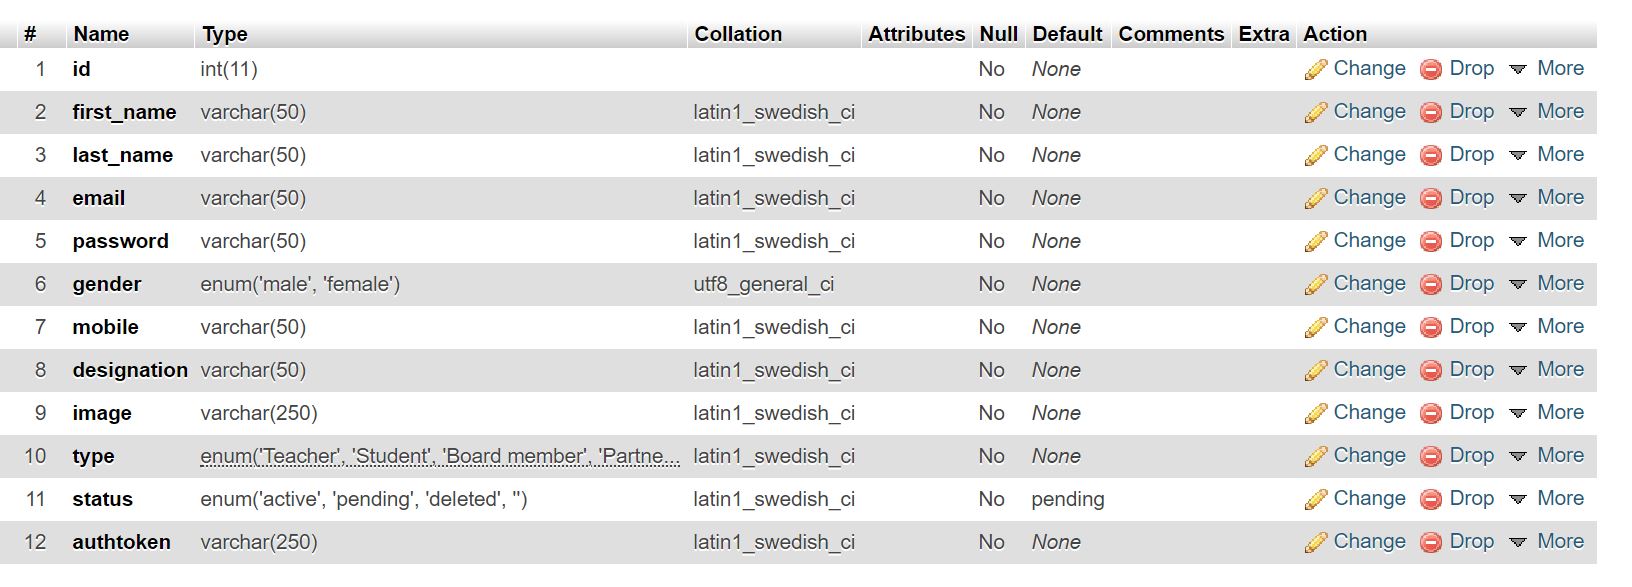 # Name Type Collation Attributes Null Default Comments Extra Action
1 id int(11) No None Change Drop More
2 first_name varchar(50) latin1_swedish_ci No None Change Drop More
3 last_name varchar(50) latin1_swedish_ci No None Change Drop More
4 email varchar(50) latin1_swedish_ci No None Change Drop More
5 password varchar(50) latin1_swedish_ci No None Change Drop More
6 gender enum('male', 'female') utf8_general_ci No None Change Drop More
7 mobile varchar(50) latin1_swedish_ci No None Change Drop More
8 designation varchar(50) latin1_swedish_ci No None Change Drop More
9 image varchar(250) latin1_swedish_ci No None Change Drop More
10 type enum('Teacher', 'Student', 'Board member', 'Partne... latin1_swedish_ci No None Change Drop More
11 status enum('active', 'pending', 'deleted', '') latin1_swedish_ci No pending Change Drop More
12 authtoken varchar(250) latin1_swedish_ci No None Change Drop More